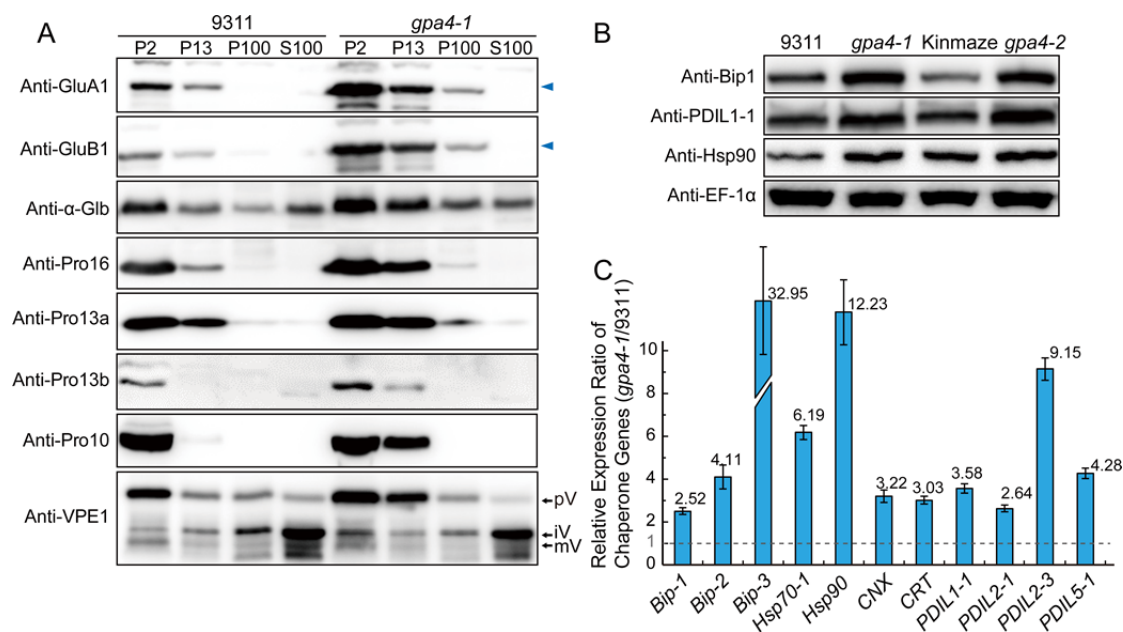 A
9311
gpa4-1
P2 P13 P100 S100 P2 P13 P100 S100
Anti-GluA1
Anti-GluB1
Anti-α-Glb
Anti-Pro16
Anti-Pro13a
Anti-Pro13b
Anti-Pro10
Anti-VPE1
pV
iV
mV
B
9311 gpa4-1 Kinmaze gpa4-2
Anti-Bip1
Anti-PDIL1-1
Anti-Hsp90
Anti-EF-1α
C
Relative Expression Ratio of
Chaperone Genes (gpa4-1/9311)
10
8
6
4
3
2
1
0
2.52
4.11
32.95
6.19
12.23
3.22
3.03
3.58
2.64
9.15
4.28
Bip-1
Bip-2
Bip-3
Hsp70-1
Hsp90
CNX
CRT
PDIL1-1
PDIL2-1
PDIL2-3
PDIL5-1